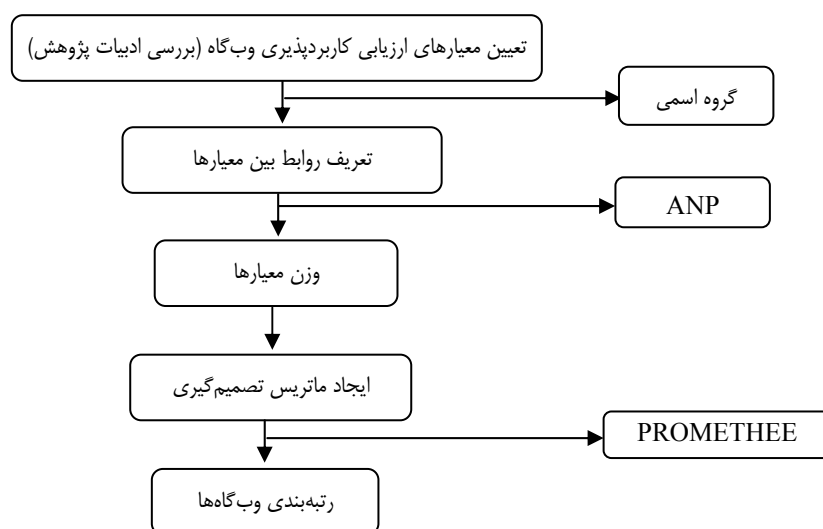 تعیین معیارهای ارزیابی کاربردپذیری وب‌گاه (بررسی ادبیات پژوهش)
گروه اسمی
تعریف روابط بین معیارها
ANP
وزن معیارها
ایجاد ماتریس تصمیم‌گیری
PROMETHEE
رتبه‌بندی وب‌گاه‌ها